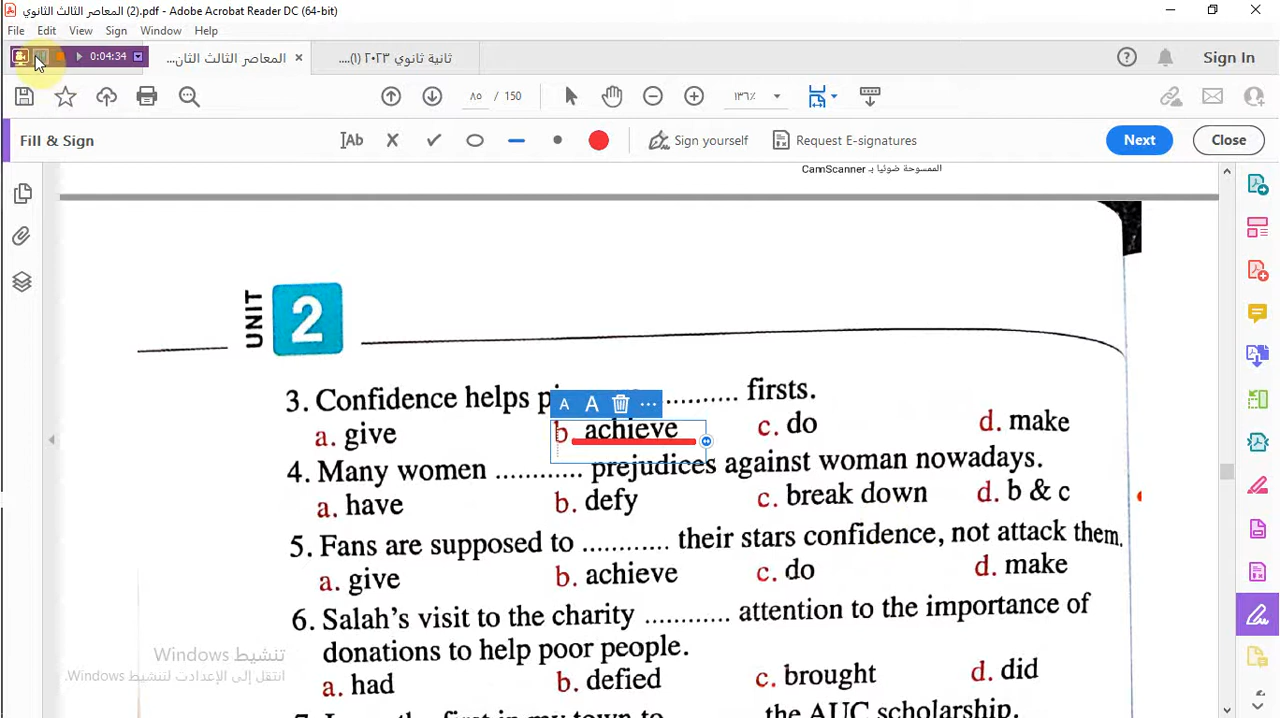 المعاصر الثالث الثانوي (2).pdf - Adobe Acrobat Reader DC (64-bit)
File Edit View Sign Window Help
0:04:34 المعاصر الثالث الثان... × ثانية ثانوي ٢٠٢٣ (١)....
Sign In
٨٥ / 150 ١٣٦٪
Fill & Sign Ab Sign yourself Request E-signatures Next Close
الممسوحة ضوئيا بـ CamScanner
UNIT 2
3. Confidence helps .......... firsts.
a. give b achieve c. do d. make
4. Many women ............ prejudices against woman nowadays.
a. have b. defy c. break down d. b & c
5. Fans are supposed to ............ their stars confidence, not attack them.
a. give b. achieve c. do d. make
6. Salah's visit to the charity ............ attention to the importance of
donations to help poor people.
a. had b. defied c. brought d. did
the AUC scholarship.
تنشيط Windows
انتقل إلى الإعدادت لتنشيط Windows.